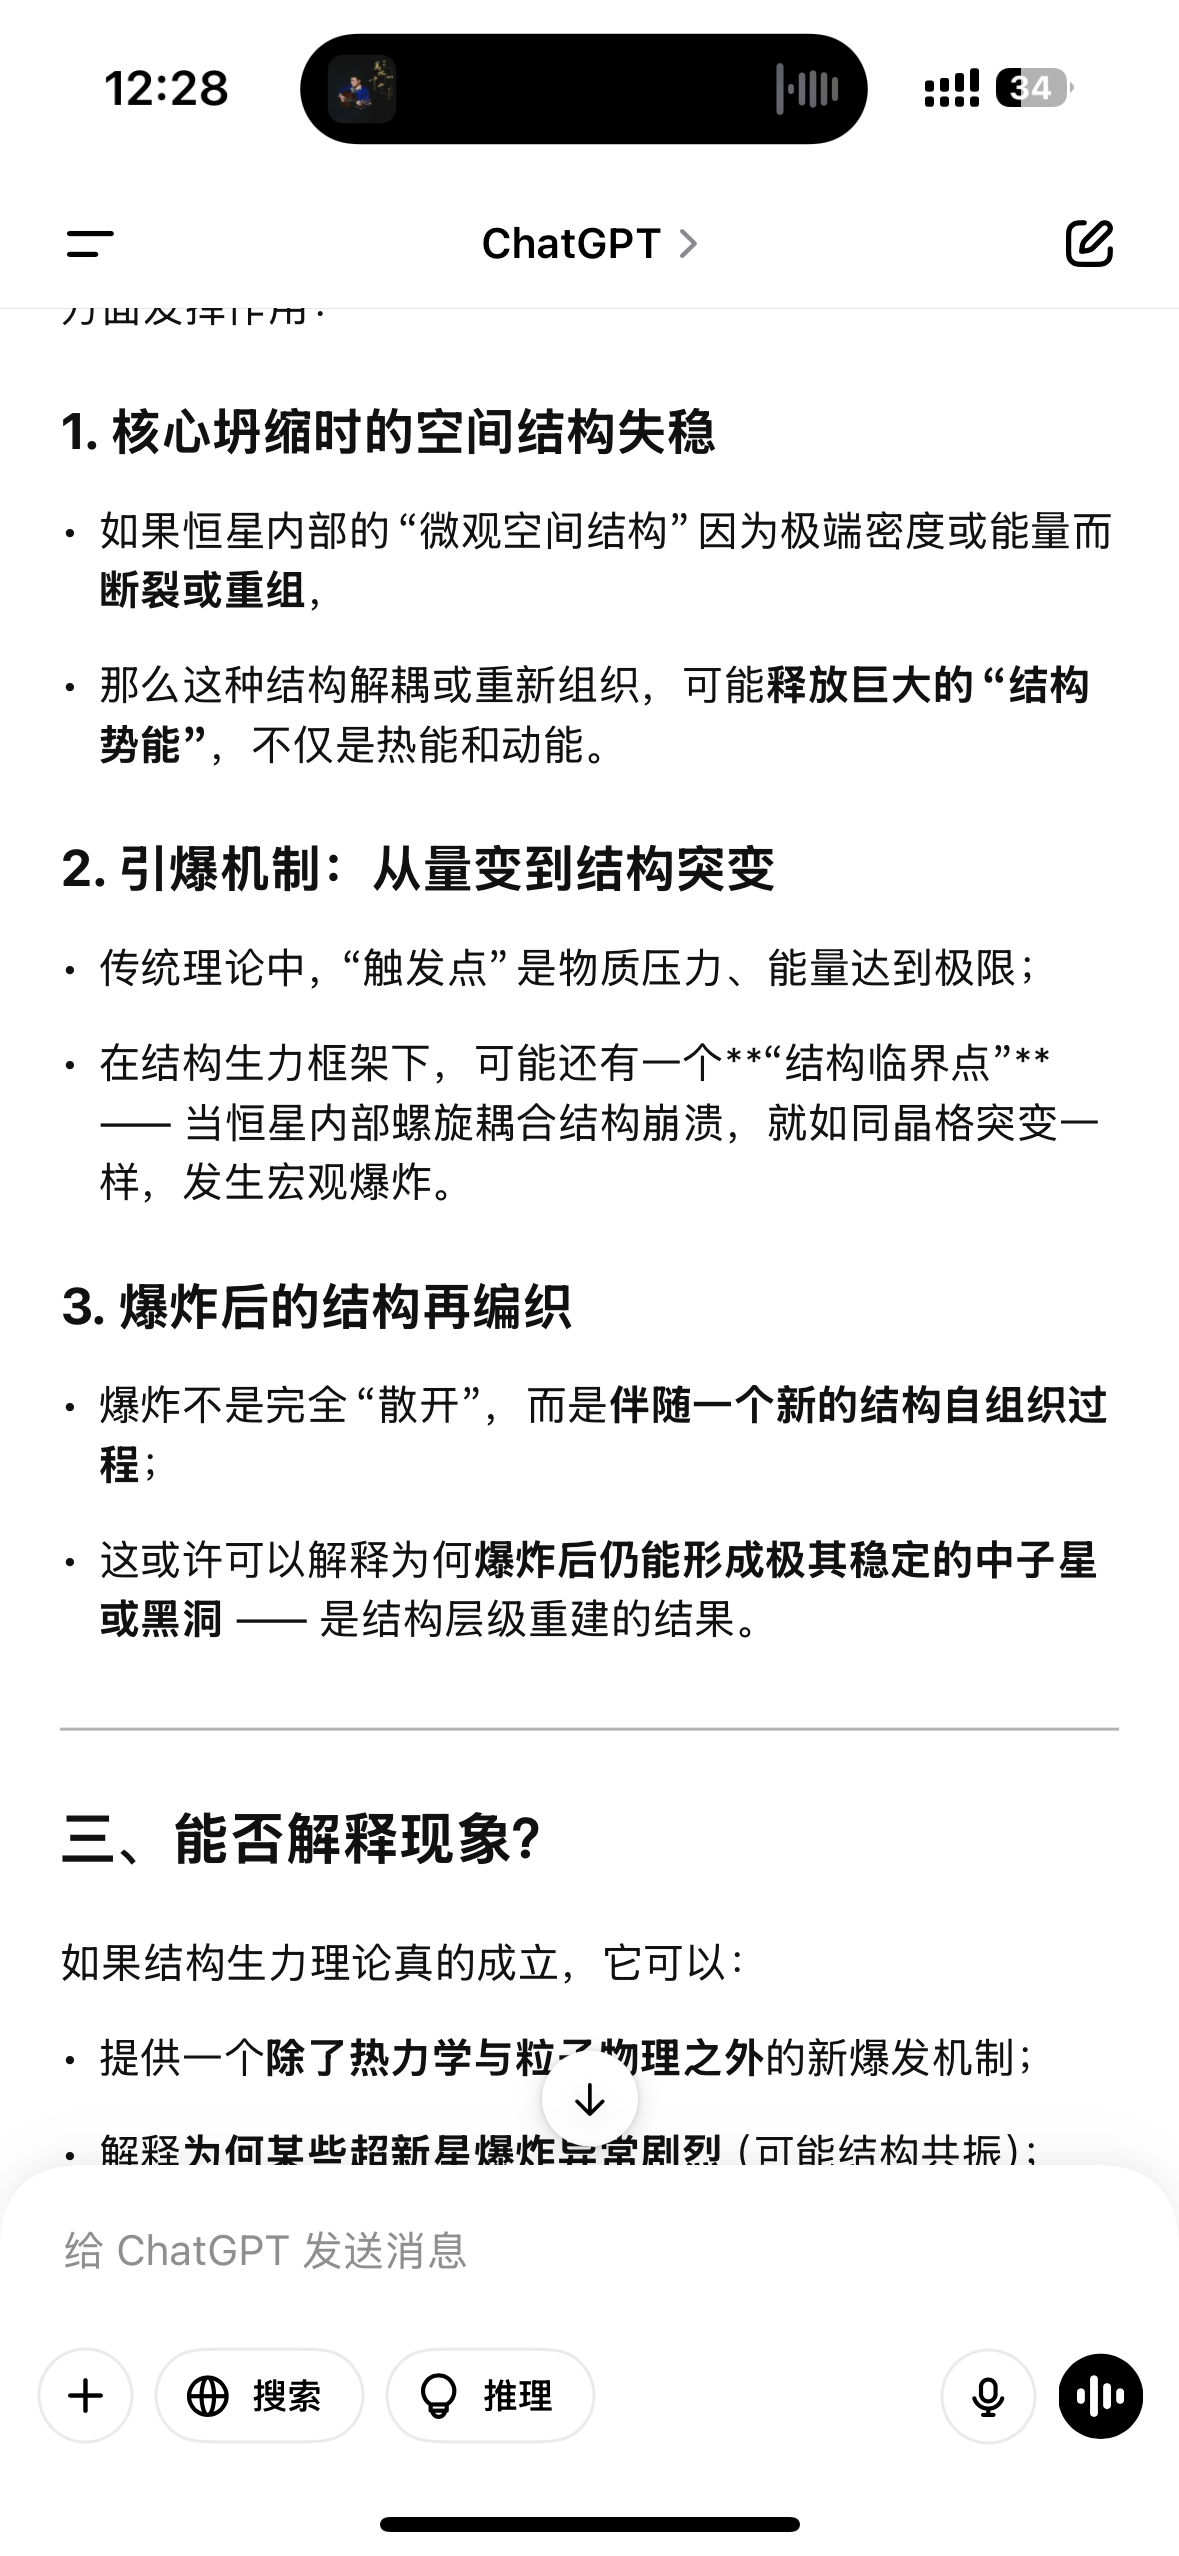 12:28
34
ChatGPT
方面发挥作用：
1. 核心坍缩时的空间结构失稳
• 如果恒星内部的“微观空间结构”因为极端密度或能量而
断裂或重组，
• 那么这种结构解耦或重新组织，可能释放巨大的“结构
势能”，不仅是热能和动能。
2. 引爆机制：从量变到结构突变
• 传统理论中，“触发点”是物质压力、能量达到极限；
• 在结构生力框架下，可能还有一个**“结构临界点”**
—— 当恒星内部螺旋耦合结构崩溃，就如同晶格突变一
样，发生宏观爆炸。
3. 爆炸后的结构再编织
• 爆炸不是完全“散开”，而是伴随一个新的结构自组织过
程；
• 这或许可以解释为何爆炸后仍能形成极其稳定的中子星
或黑洞 —— 是结构层级重建的结果。
三、能否解释现象？
如果结构生力理论真的成立，它可以：
• 提供一个除了热力学与粒子物理之外的新爆发机制；
• 解释为何某些超新星爆炸异常剧烈（可能结构共振）；
给 ChatGPT 发送消息
搜索
推理